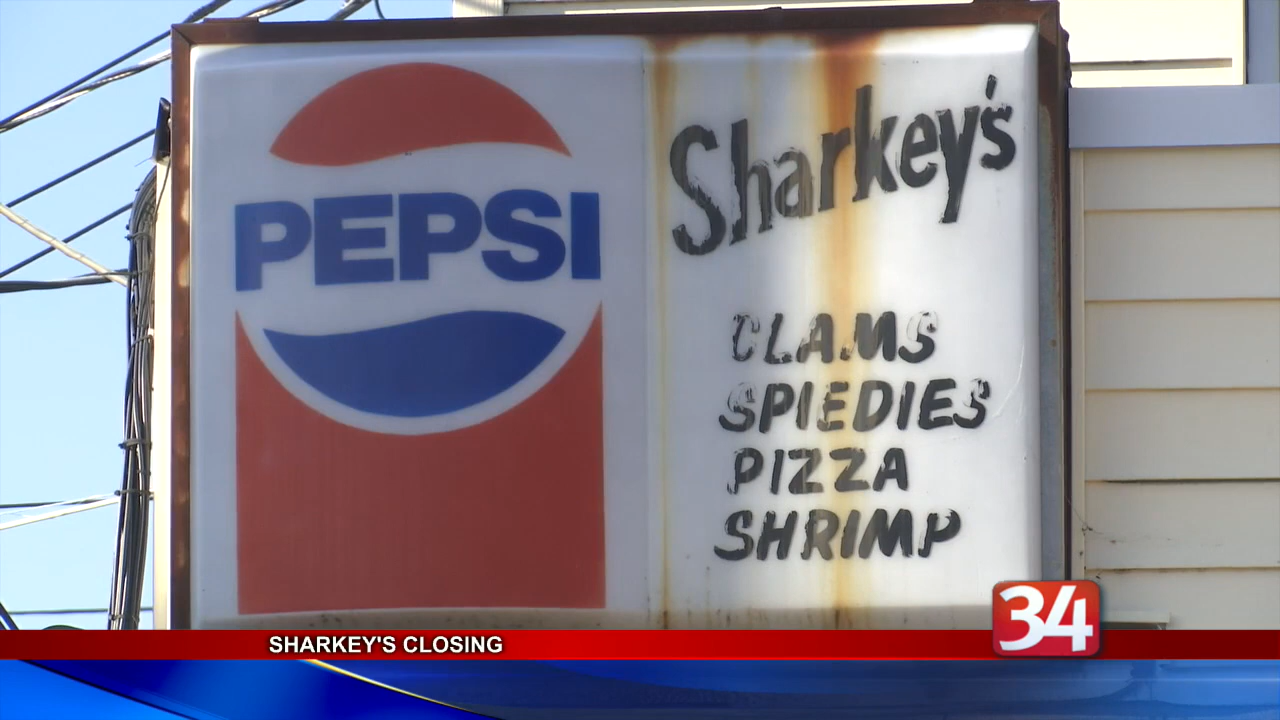 PEPSI
Sharkey's
CLAMS
SPIEDIES
PIZZA
SHRIMP
34
SHARKEY'S CLOSING